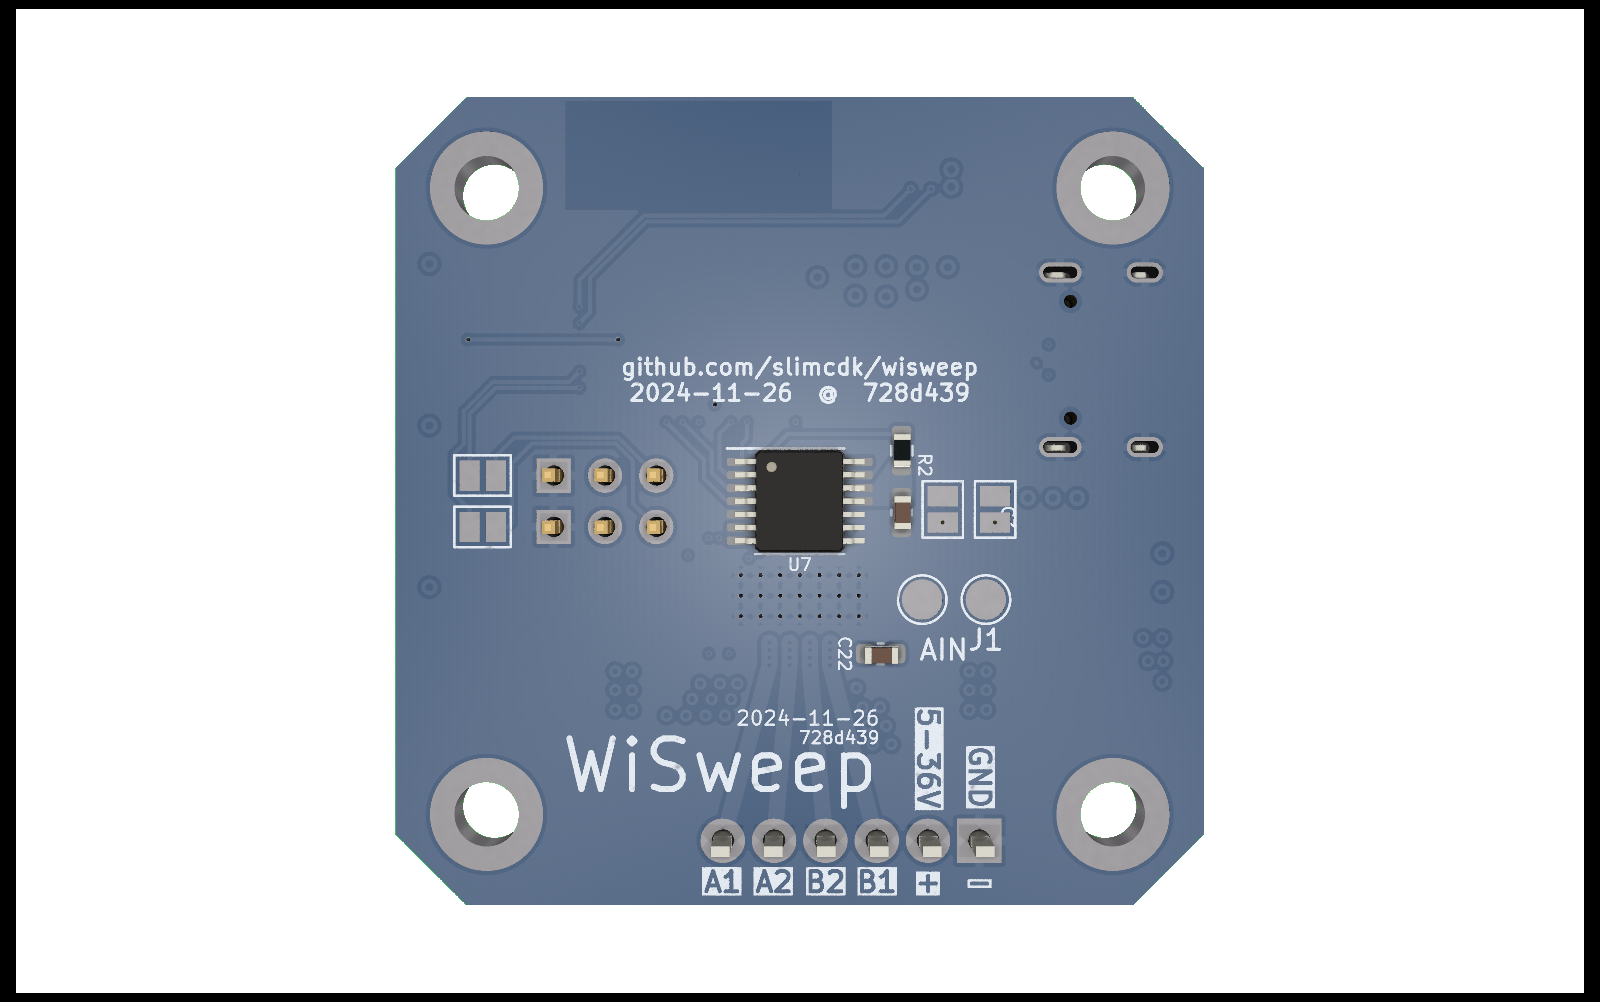 github.com/slimcdk/wisweep
2024-11-26 @ 728d439
R2
U7
C22
AIN
J1
2024-11-26
728d439
WiSweep
5-36V
GND
A1 A2 B2 B1 + -